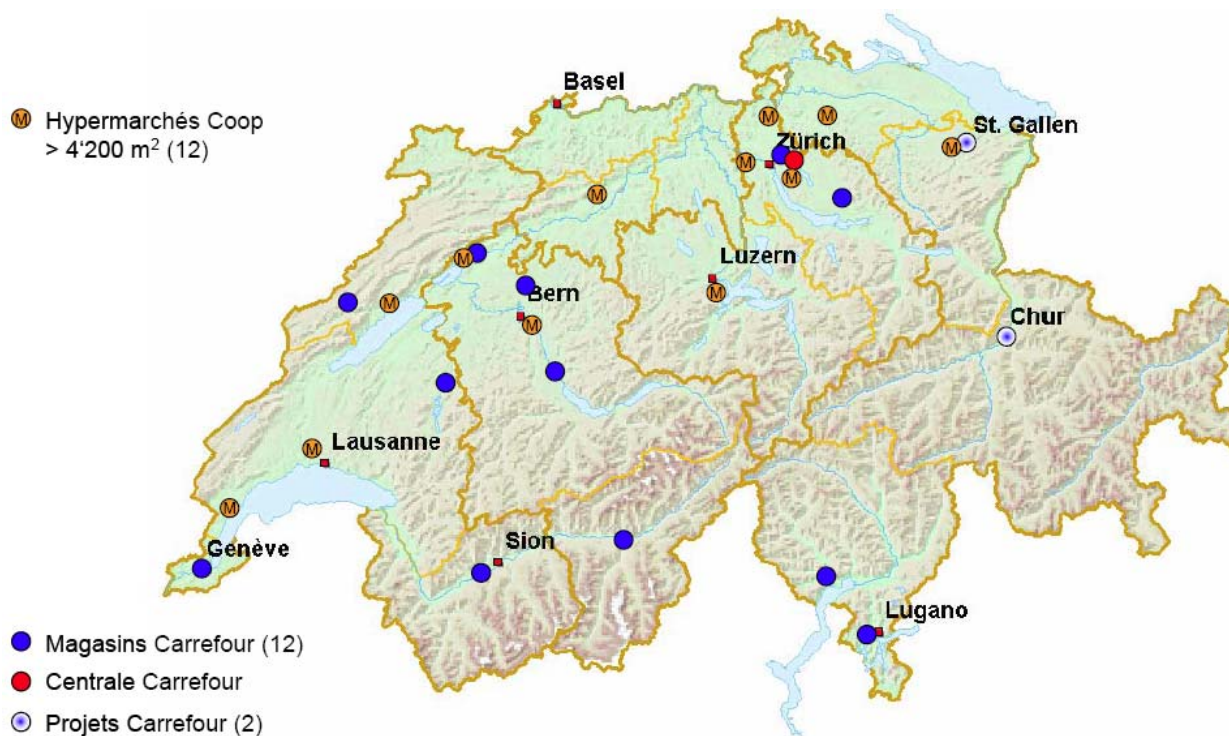 Basel
M Hypermarchés Coop
> 4'200 m² (12)
M
M
St. Gallen
M
Zürich
M
M
M
Luzern
M
M
Bern
M
M
Chur
Lausanne
M
M
Genève
Sion
Lugano
Magasins Carrefour (12)
Centrale Carrefour
Projets Carrefour (2)